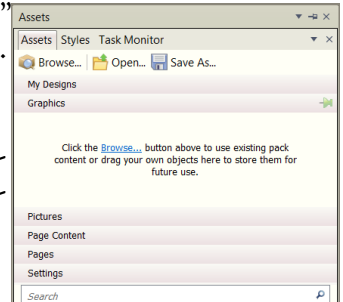 ”
Assets
Assets Styles Task Monitor
.
Browse... Open... Save As...
My Designs
Graphics
Click the Browse... button above to use existing pack
content or drag your own objects here to store them for
future use.
Pictures
Page Content
Pages
Settings
Search